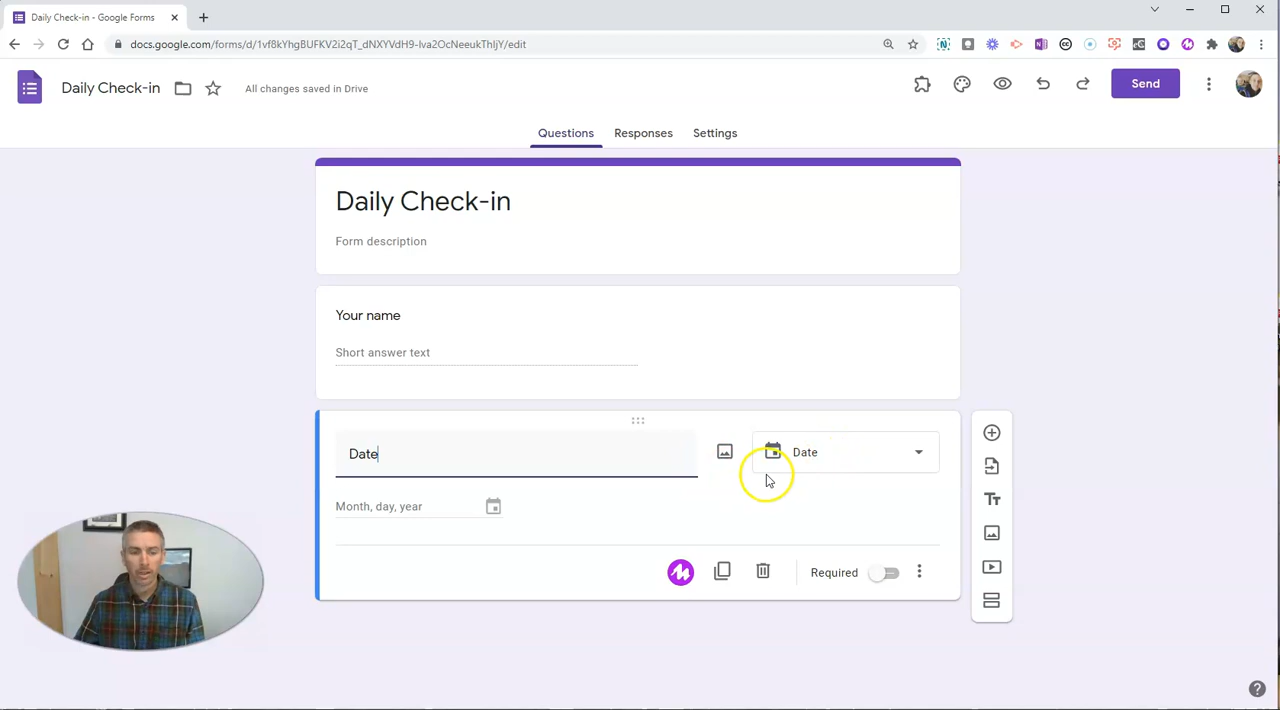 Daily Check-in - Google Forms
docs.google.com/forms/d/1vf8kYhgBUFKV2i2qT_dNXYVdH9-Iva2OcNeeukThIjY/edit
Daily Check-in
All changes saved in Drive
Send
Questions Responses Settings
Daily Check-in
Form description
Your name
Short answer text
Date
Date
Month, day, year
Required